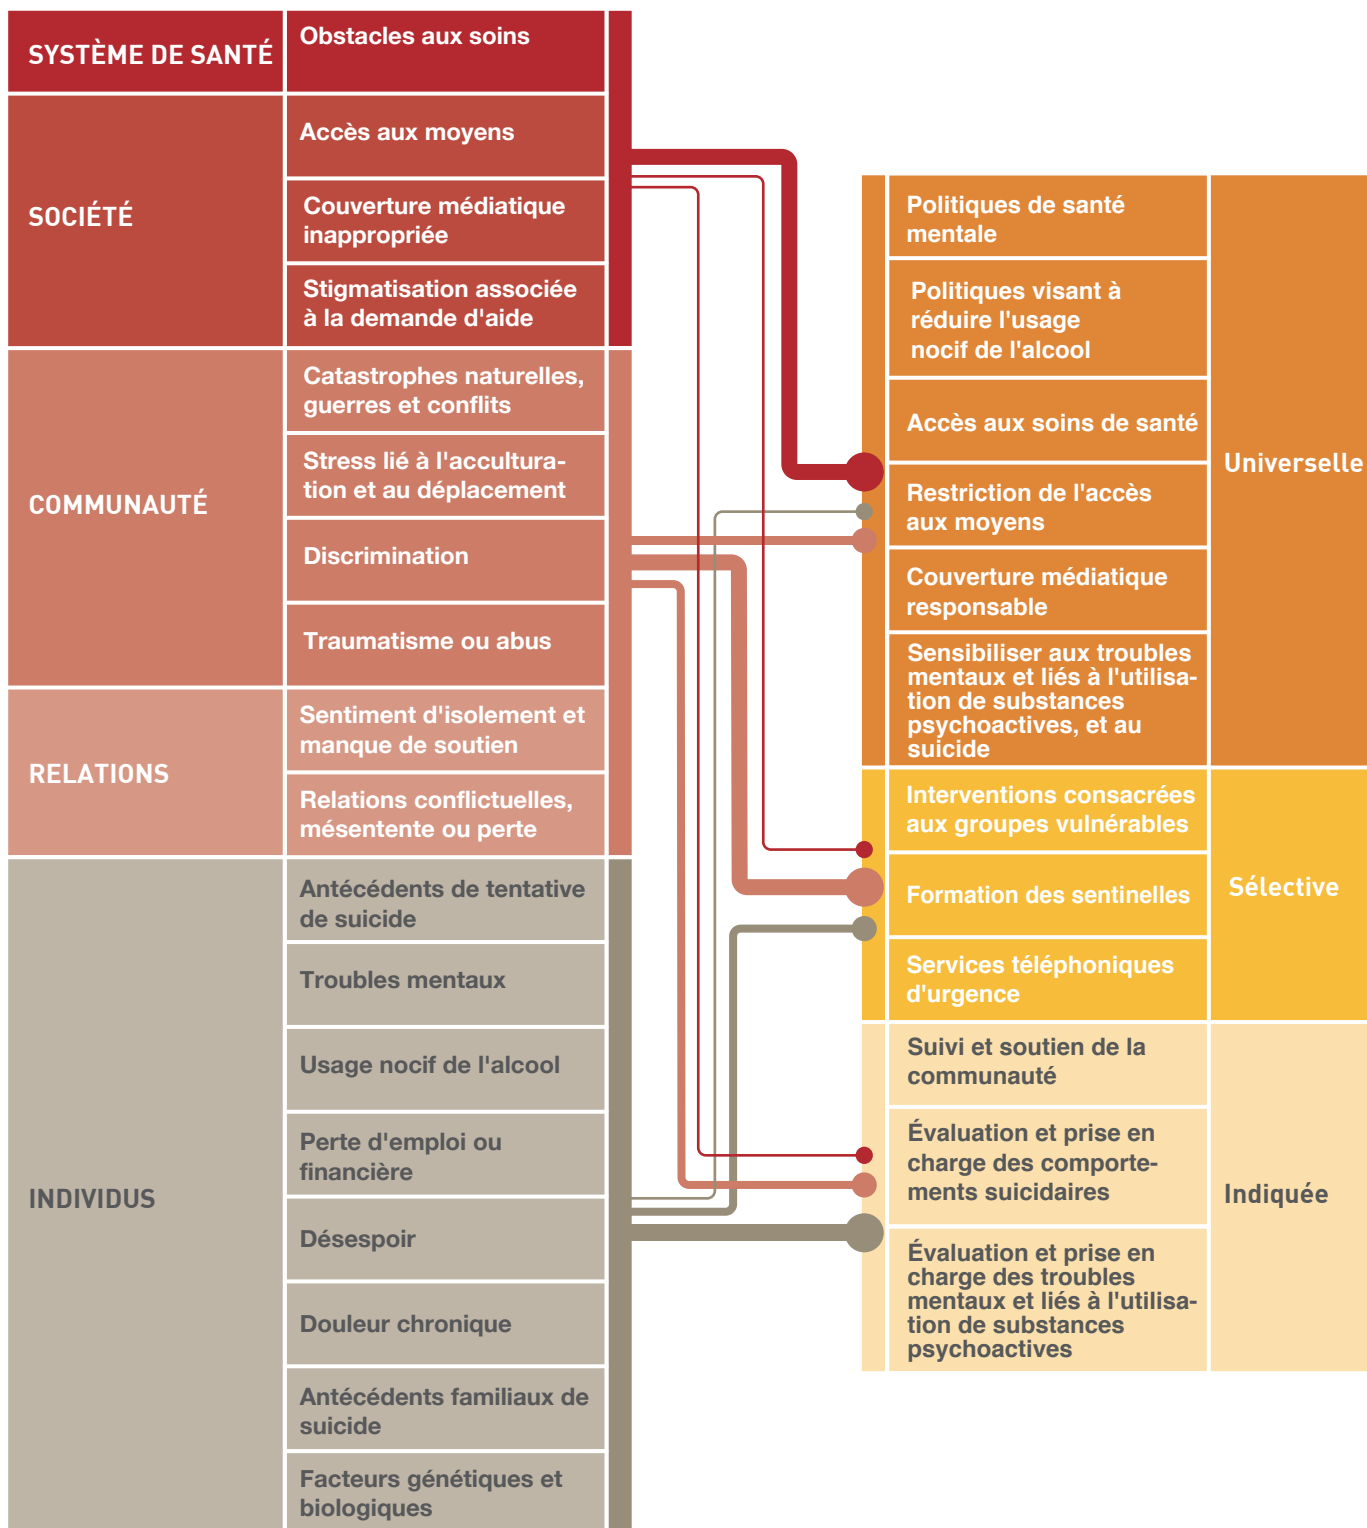 SYSTÈME DE SANTÉ
Obstacles aux soins
SOCIÉTÉ
Accès aux moyens
Couverture médiatique
inappropriée
Stigmatisation associée
à la demande d'aide
COMMUNAUTÉ
Catastrophes naturelles,
guerres et conflits
Stress lié à l'accultura-
tion et au déplacement
Discrimination
Traumatisme ou abus
RELATIONS
Sentiment d'isolement et
manque de soutien
Relations conflictuelles,
mésentente ou perte
INDIVIDUS
Antécédents de tentative
de suicide
Troubles mentaux
Usage nocif de l'alcool
Perte d'emploi ou
financière
Désespoir
Douleur chronique
Antécédents familiaux de
suicide
Facteurs génétiques et
biologiques
Politiques de santé
mentale
Politiques visant à
réduire l'usage
nocif de l'alcool
Accès aux soins de santé
Restriction de l'accès
aux moyens
Couverture médiatique
responsable
Sensibiliser aux troubles
mentaux et liés à l'utilisa-
tion de substances
psychoactives, et au
suicide
Universelle
Interventions consacrées
aux groupes vulnérables
Formation des sentinelles
Services téléphoniques
d'urgence
Sélective
Suivi et soutien de la
communauté
Évaluation et prise en
charge des comporte-
ments suicidaires
Évaluation et prise en
charge des troubles
mentaux et liés à l'utilisa-
tion de substances
psychoactives
Indiquée